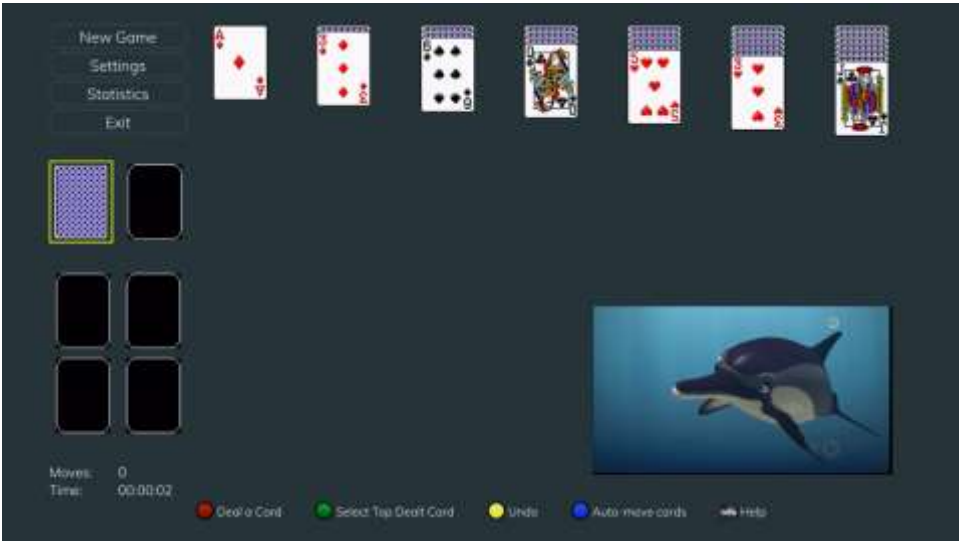 New Game
Settings
Statistics
Exit
A
3
Moves: 0
Time: 00:00:02
Deal a Card
Select Top Dealt Card
Undo
Auto-move cards
Help